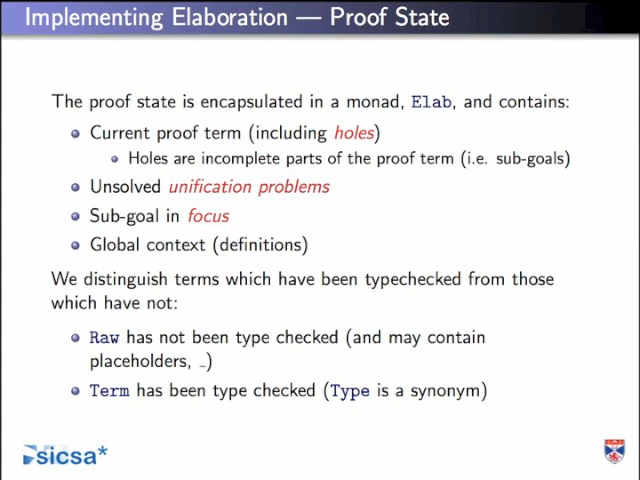 Implementing Elaboration — Proof State
The proof state is encapsulated in a monad, Elab, and contains:
Current proof term (including holes)
Holes are incomplete parts of the proof term (i.e. sub-goals)
Unsolved unification problems
Sub-goal in focus
Global context (definitions)
We distinguish terms which have been typechecked from those
which have not:
Raw has not been type checked (and may contain
placeholders, _)
Term has been type checked (Type is a synonym)
sicsa*